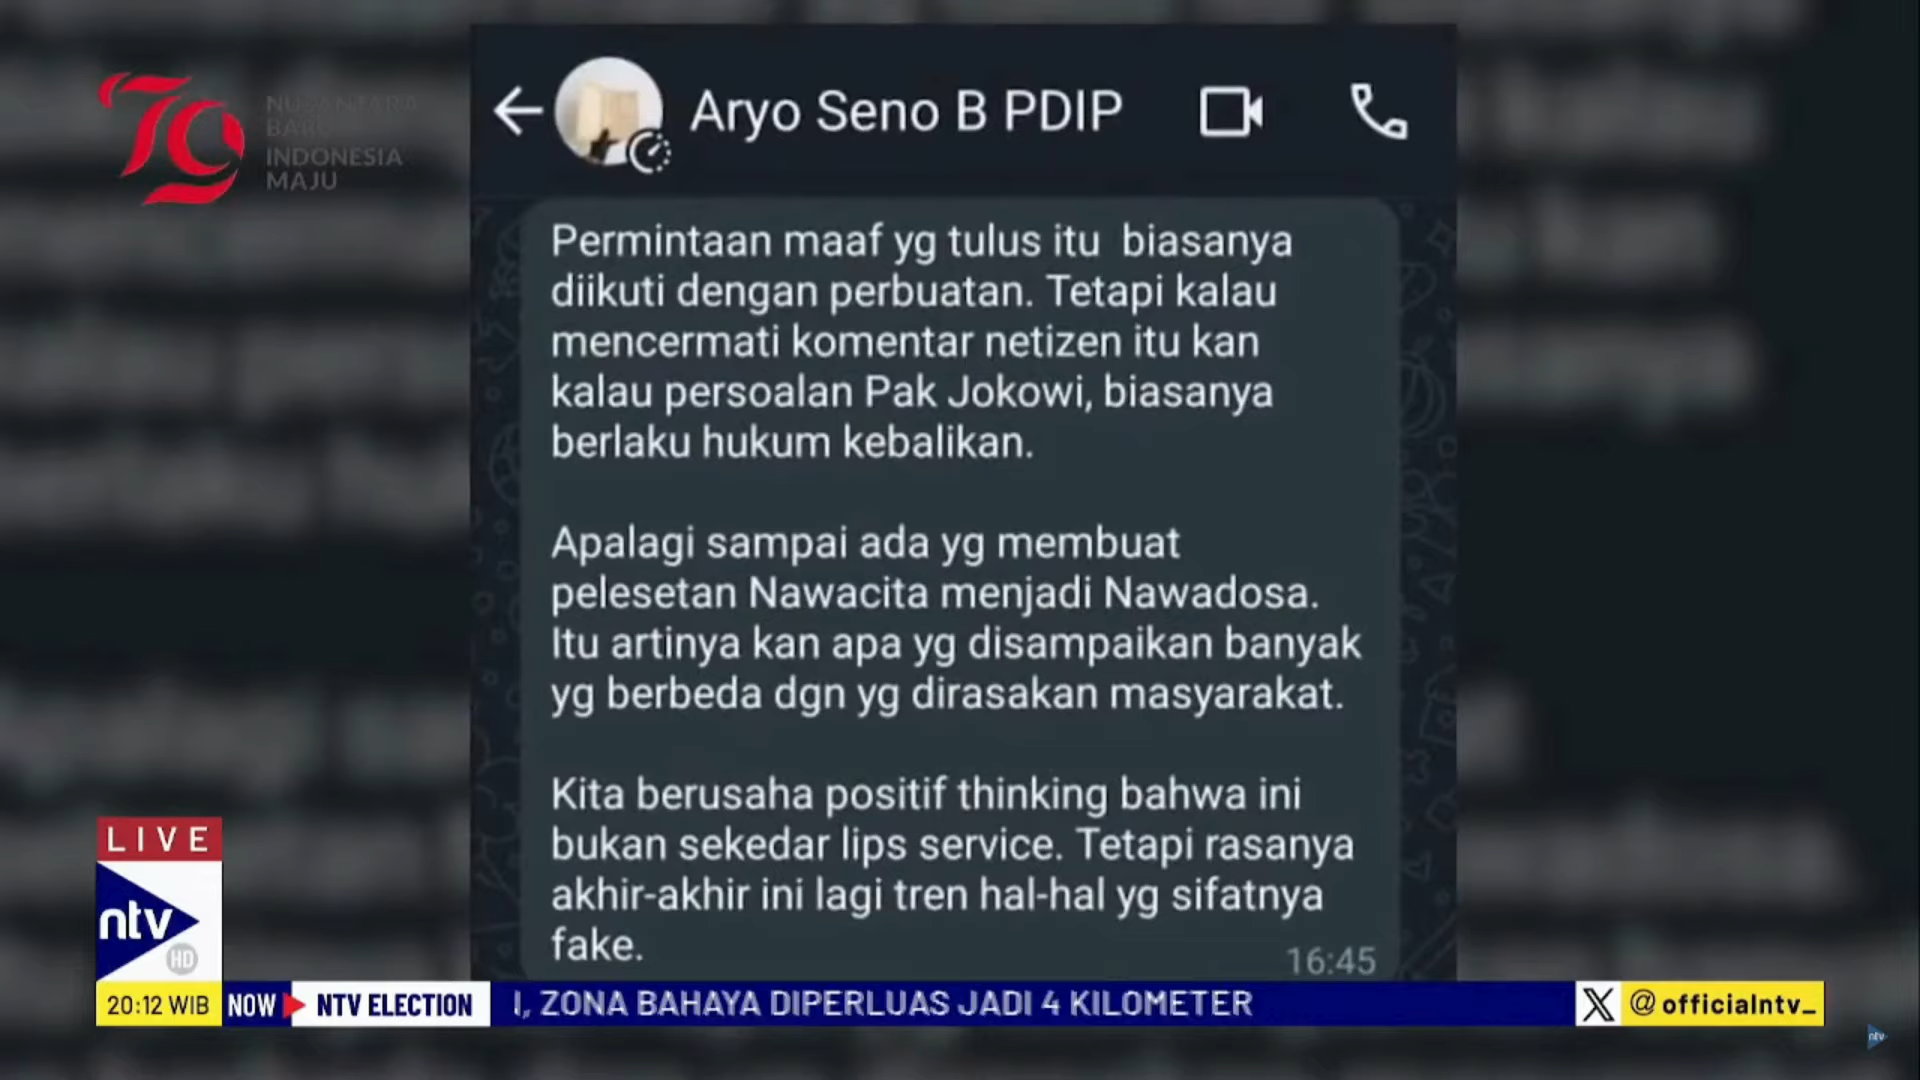 79
NUSANTARA
BARU
INDONESIA
MAJU
Aryo Seno B PDIP
Permintaan maaf yg tulus itu  biasanya
diikuti dengan perbuatan. Tetapi kalau
mencermati komentar netizen itu kan
kalau persoalan Pak Jokowi, biasanya
berlaku hukum kebalikan.
Apalagi sampai ada yg membuat
pelesetan Nawacita menjadi Nawadosa.
Itu artinya kan apa yg disampaikan banyak
yg berbeda dgn yg dirasakan masyarakat.
Kita berusaha positif thinking bahwa ini
bukan sekedar lips service. Tetapi rasanya
akhir-akhir ini lagi tren hal-hal yg sifatnya
fake.
16:45
LIVE
ntv
HD
20:12 WIB NOW NTV ELECTION I, ZONA BAHAYA DIPERLUAS JADI 4 KILOMETER X @officialntv_
ntv